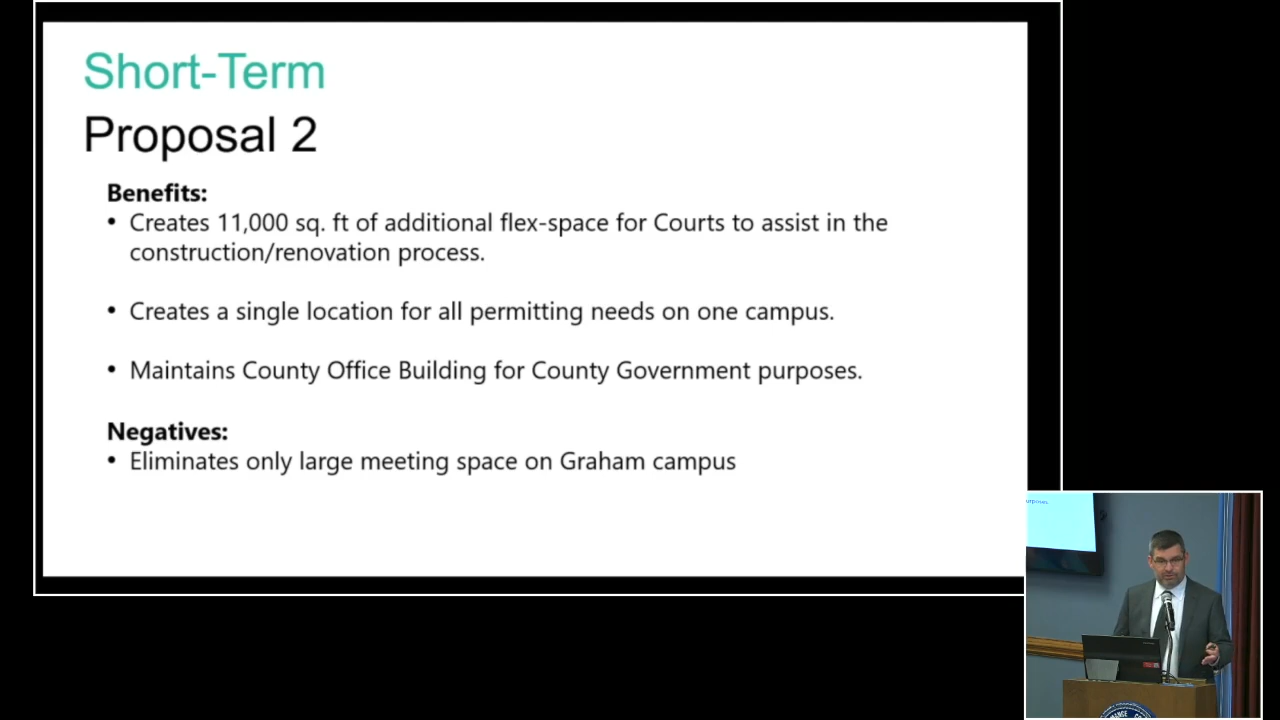 Short-Term
Proposal 2
Benefits:
• Creates 11,000 sq. ft of additional flex-space for Courts to assist in the
construction/renovation process.
• Creates a single location for all permitting needs on one campus.
• Maintains County Office Building for County Government purposes.
Negatives:
• Eliminates only large meeting space on Graham campus